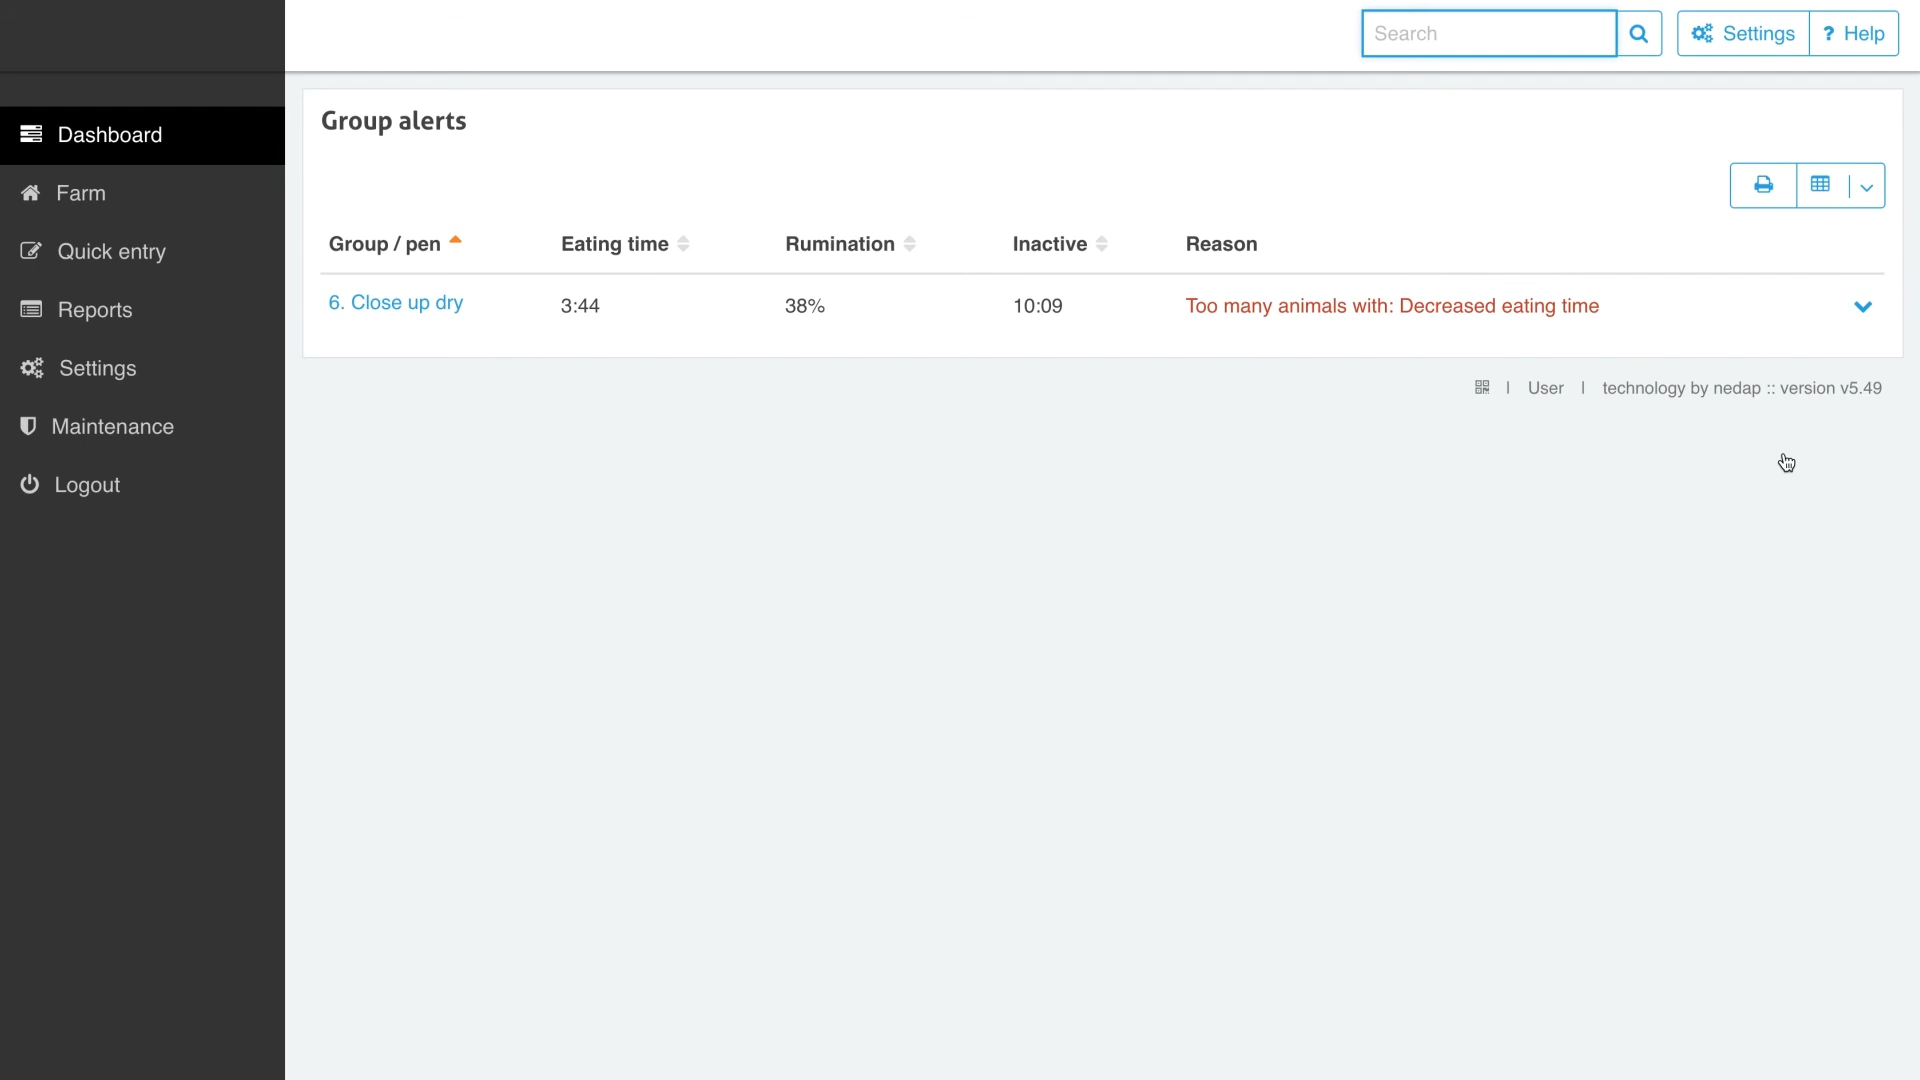 Search
Settings
? Help
Dashboard
Farm
Quick entry
Reports
Settings
Maintenance
Logout
Group alerts
Group / pen Eating time Rumination Inactive Reason
6. Close up dry 3:44 38% 10:09 Too many animals with: Decreased eating time
| User | technology by nedap :: version v5.49